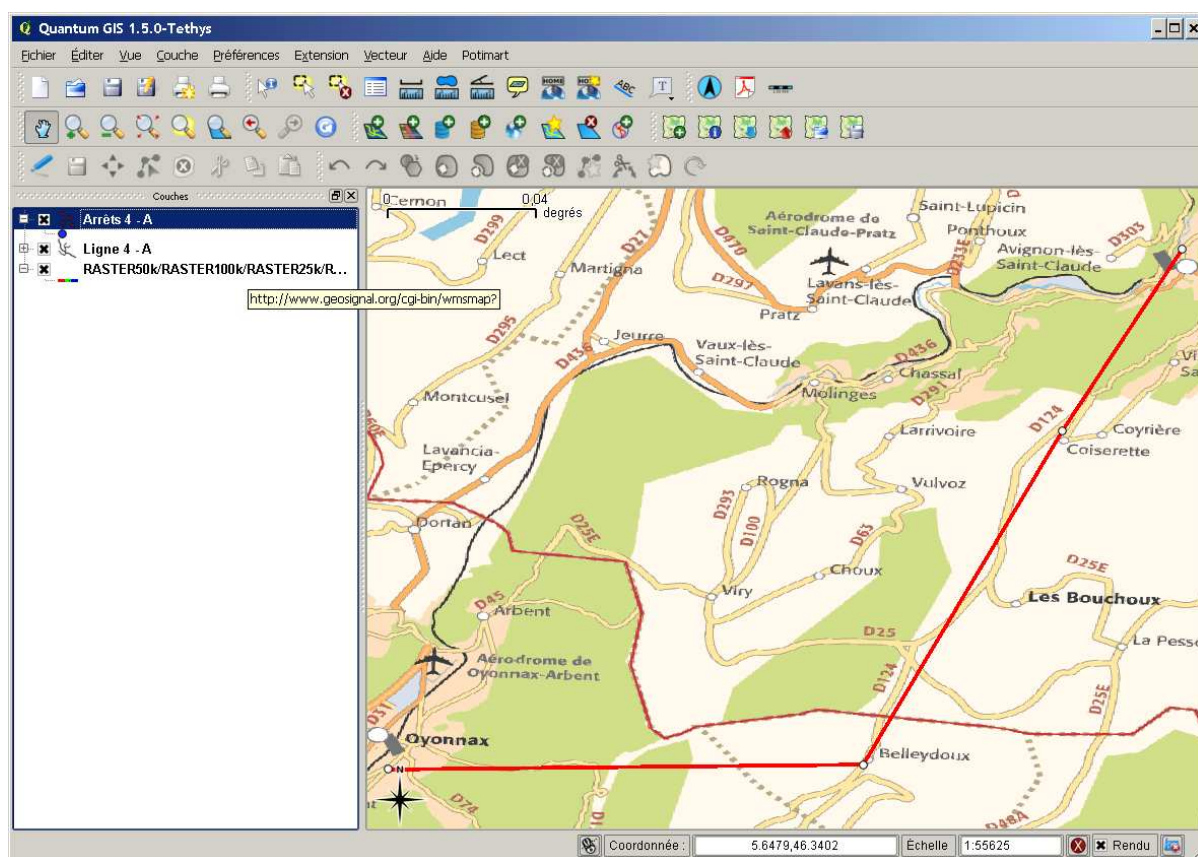 Quantum GIS 1.5.0-Tethys
Fichier Éditer Vue Couche Préférences Extension Vecteur Aide Potimart
Couches
Arrêts 4 - A
Ligne 4 - A
RASTER50k/RASTER100k/RASTER25k/R...
http://www.geosignal.org/cgi-bin/wmsmap?
0 0,04
degrés
Cernon
D299
D27
Lect
Martigna
D470
D297
Aérodrome de
Saint-Claude-Pratz
Saint-Lupicin
Ponthoux
D233E
Avignon-lès-
Saint-Claude
D303
Lavans-lès-
Saint-Claude
Pratz
D295
Jeurre
D436
Vaux-lès-
Saint-Claude
D436
Chassal
Molinges
D291
Montcusel
Larrivoire
D124
Coyrière
Coiserette
Lavancia-
Epercy
Rogna
Vulvoz
D293
D100
D63
Dortan
D25E
Choux
Viry
D25E
Les Bouchoux
D45
Arbent
D25
La Pesse
Aérodrome de
Oyonnax-Arbent
D124
D25E
D31
Oyonnax
Belleydoux
N
D74
D48A
Coordonnée : 5.6479,46.3402 Échelle 1:55625 Rendu